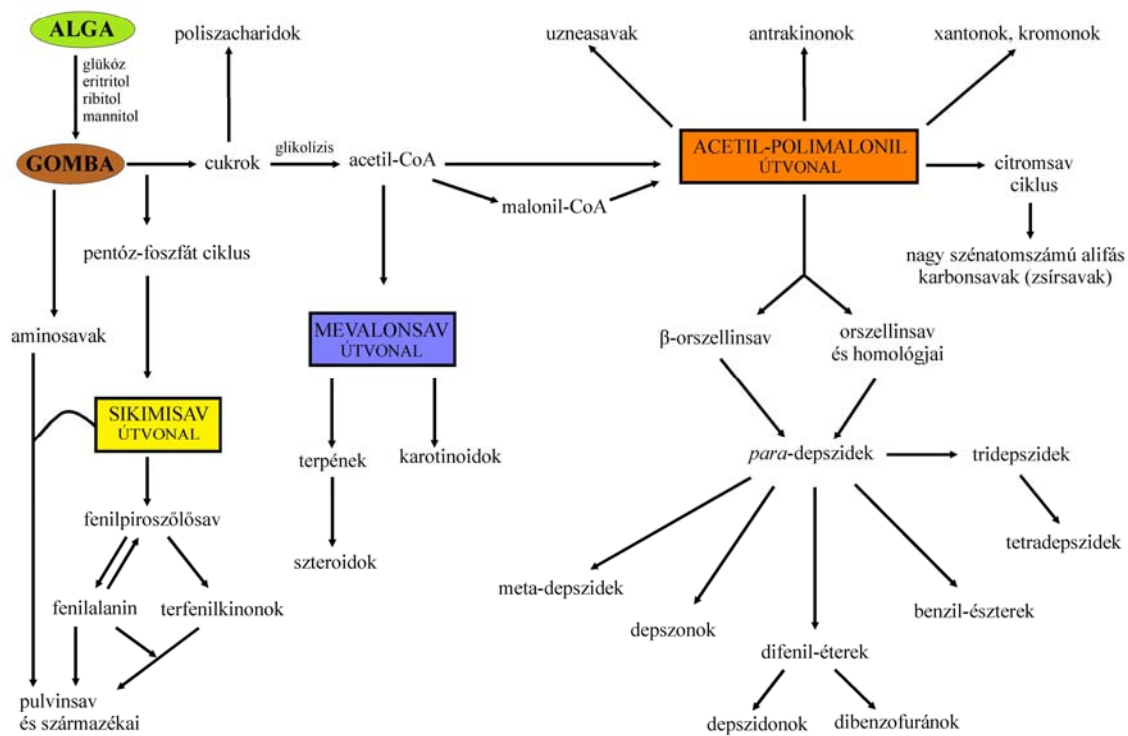 ALGA
poliszacharidok
uzneasavak
antrakinonok
xantonok, kromonok
glükóz
eritritol
ribitol
mannitol
GOMBA
cukrok
glikolízis
acetil-CoA
malonil-CoA
ACETIL-POLIMALONIL
ÚTVONAL
citromsav
ciklus
pentóz-foszfát ciklus
nagy szénatomszámú alifás
karbonsavak (zsírsavak)
aminosavak
MEVALONSAV
ÚTVONAL
β-orszellinsav
orszellinsav
és homológjai
SIKIMISAV
ÚTVONAL
terpének
karotinoidok
para-depszidek
tridepszidek
fenilpiroszőlősav
szteroidok
tetradepszidek
meta-depszidek
fenilalanin
terfenilkinonok
depszonok
benzil-észterek
difenil-éterek
pulvinsav
és származékai
depszidonok
dibenzofuránok